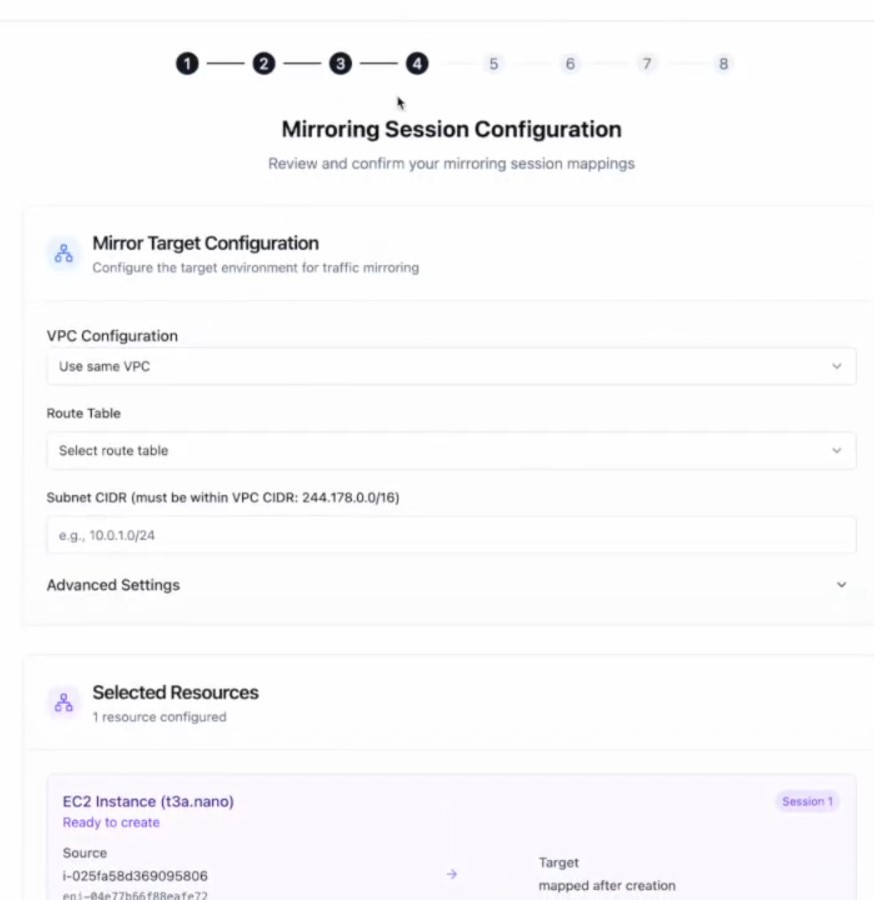 1 2 3 4 5 6 7 8
Mirroring Session Configuration
Review and confirm your mirroring session mappings
Mirror Target Configuration
Configure the target environment for traffic mirroring
VPC Configuration
Use same VPC
Route Table
Select route table
Subnet CIDR (must be within VPC CIDR: 244.178.0.0/16)
e.g., 10.0.1.0/24
Advanced Settings
Selected Resources
1 resource configured
EC2 Instance (t3a.nano)
Session 1
Ready to create
Source
i-025fa58d369095806
eni-04e77b66f88eafe72
Target
mapped after creation